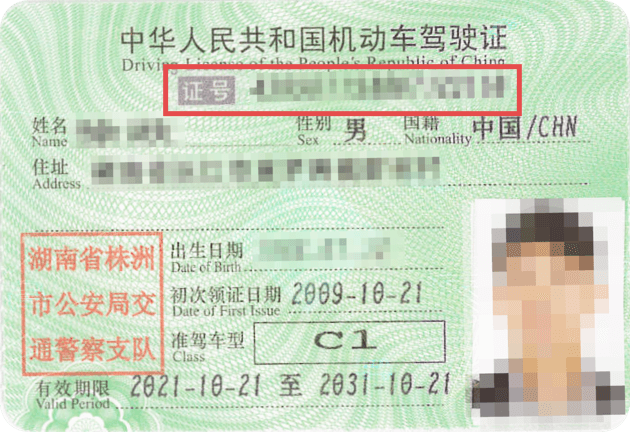 中华人民共和国机动车驾驶证
Driving License of the People's Republic of China
证号
姓名
Name
性别 男
Sex
国籍 中国/CHN
Nationality
住址
Address
出生日期
Date of Birth
湖南省株洲
市公安局交
通警察支队
初次领证日期 2009-10-21
Date of First Issue
准驾车型 C1
Class
有效期限 2021-10-21 至 2031-10-21
Valid Period